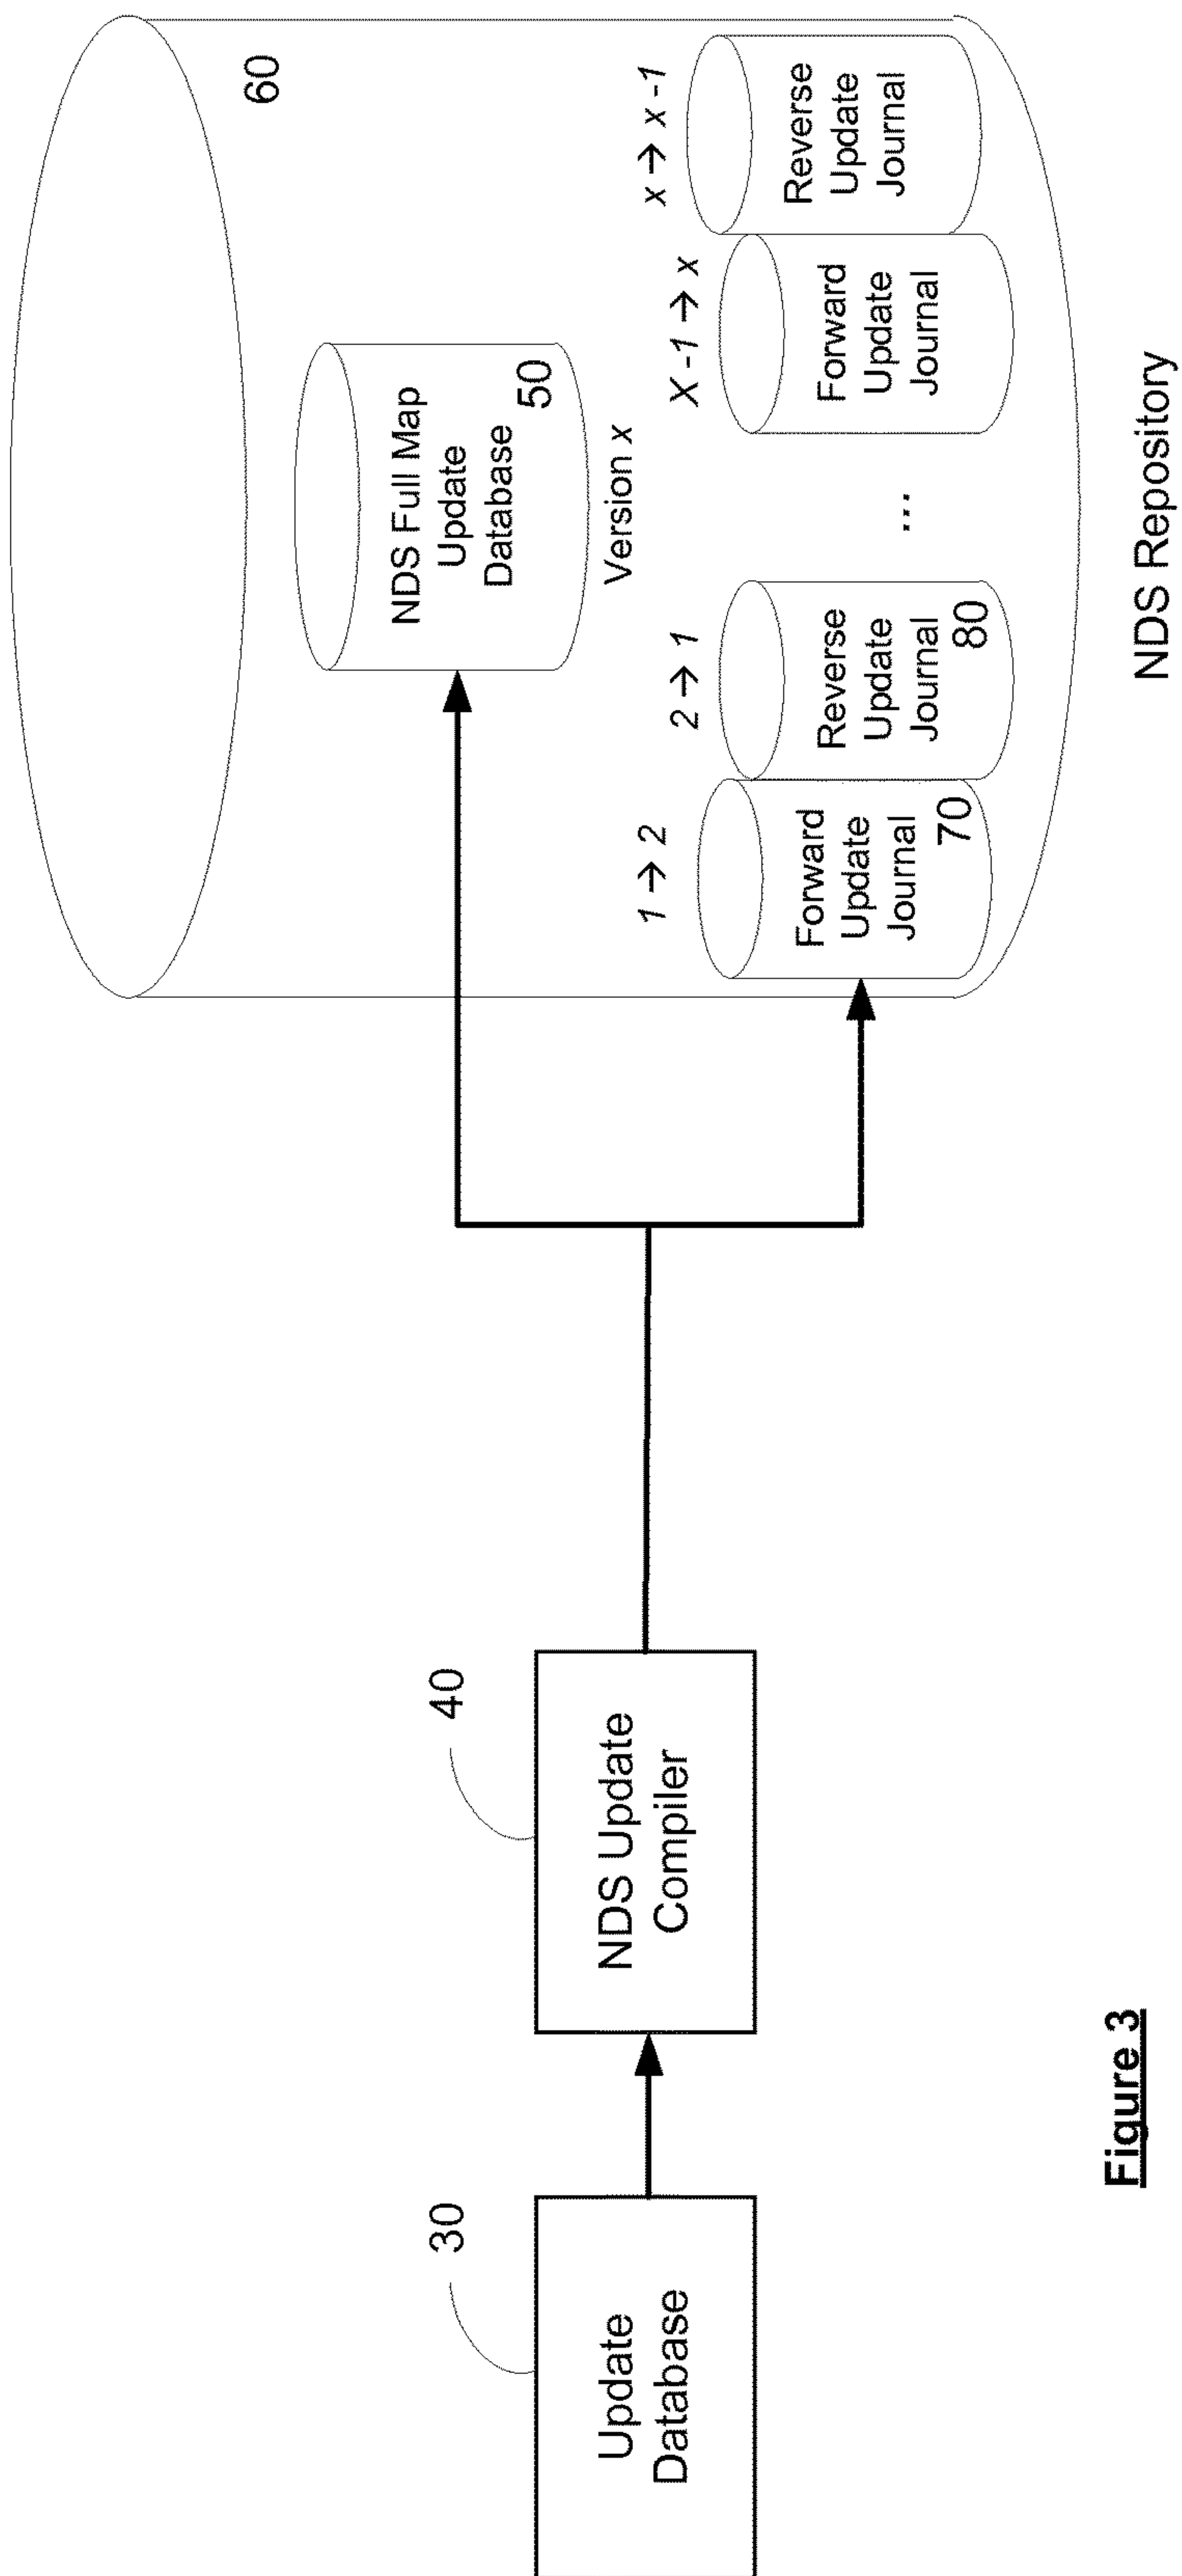 60
NDS Full Map
Update
Database
50
Version x
1 → 2
2 → 1
X -1 → x
x → x -1
Forward
Update
Journal
70
Reverse
Update
Journal
80
...
Forward
Update
Journal
Reverse
Update
Journal
NDS Repository
30
Update
Database
40
NDS Update
Compiler
Figure 3